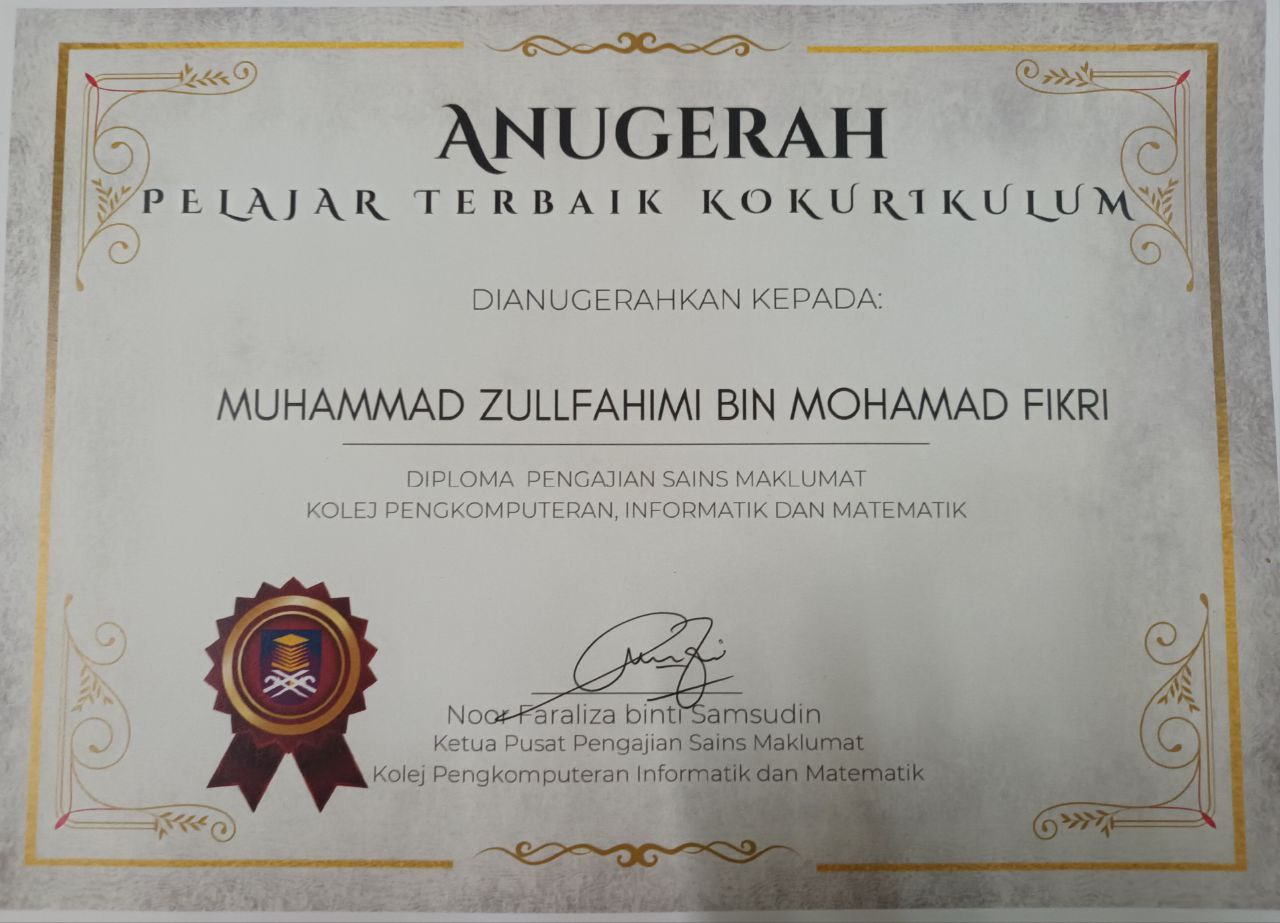 ANUGERAH
PELAJAR TERBAIK KOKURIKULUM
DIANUGERAHKAN KEPADA:
MUHAMMAD ZULLFAHIMI BIN MOHAMAD FIKRI
DIPLOMA PENGAJIAN SAINS MAKLUMAT
KOLEJ PENGKOMPUTERAN, INFORMATIK DAN MATEMATIK
Noor Faraliza binti Samsudin
Ketua Pusat Pengajian Sains Maklumat
Kolej Pengkomputeran Informatik dan Matematik